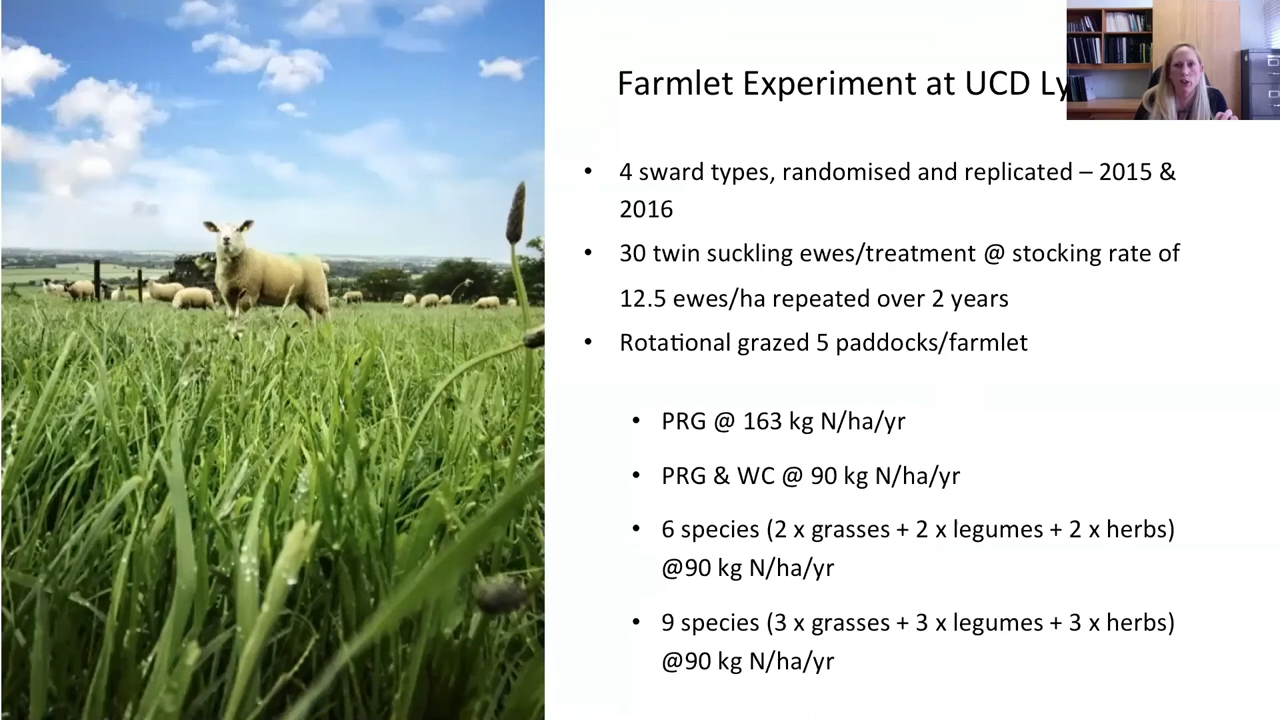 Farmlet Experiment at UCD
• 4 sward types, randomised and replicated – 2015 &
2016
• 30 twin suckling ewes/treatment @ stocking rate of
12.5 ewes/ha repeated over 2 years
• Rotational grazed 5 paddocks/farmlet
• PRG @ 163 kg N/ha/yr
• PRG & WC @ 90 kg N/ha/yr
• 6 species (2 x grasses + 2 x legumes + 2 x herbs)
@90 kg N/ha/yr
• 9 species (3 x grasses + 3 x legumes + 3 x herbs)
@90 kg N/ha/yr